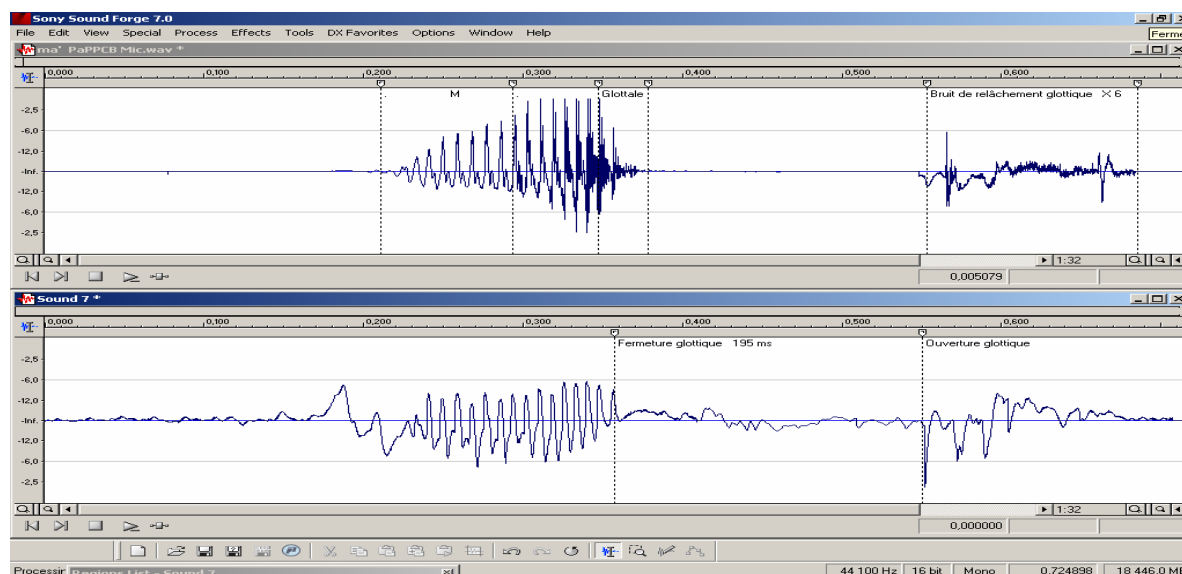 Sony Sound Forge 7.0
File Edit View Special Process Effects Tools DX Favorites Options Window Help
Ferme
ma' PaPPCB Mic.wav *
0,000 0,100 0,200 0,300 0,400 0,500 0,600
. M . Glottale Bruit de relâchement glottique X 6
-2,5
-6,0
-12,0
-Inf.
-12,0
-6,0
-2,5
1:32
0,005079
Sound 7 *
0,000 0,100 0,200 0,300 0,400 0,500 0,600
Fermeture glottique 195 ms Ouverture glottique
-2,5
-6,0
-12,0
-Inf.
-12,0
-6,0
-2,5
1:32
0,000000
Processir Regions List - Sound 7 44 100 Hz 16 bit Mono 0,724898 18 446,0 MB